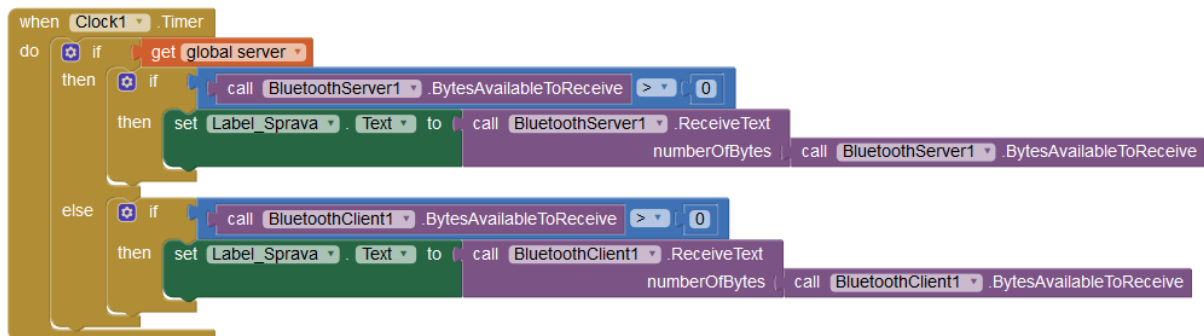 when Clock1 .Timer
do if get global server
then if call BluetoothServer1 .BytesAvailableToReceive > 0
then set Label_Sprava . Text to call BluetoothServer1 .ReceiveText
numberOfBytes call BluetoothServer1 .BytesAvailableToReceive
else if call BluetoothClient1 .BytesAvailableToReceive > 0
then set Label_Sprava . Text to call BluetoothClient1 .ReceiveText
numberOfBytes call BluetoothClient1 .BytesAvailableToReceive